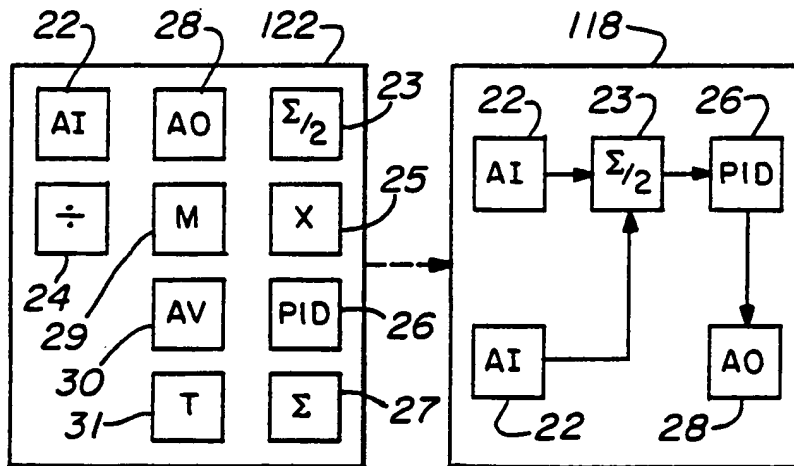 22 28 122 118
AI AO Σ/2 23 22 23 26
AI Σ/2 PID
÷ M X 25
24 29
AV PID 26
30
AI AO
T Σ 27
31 22 28